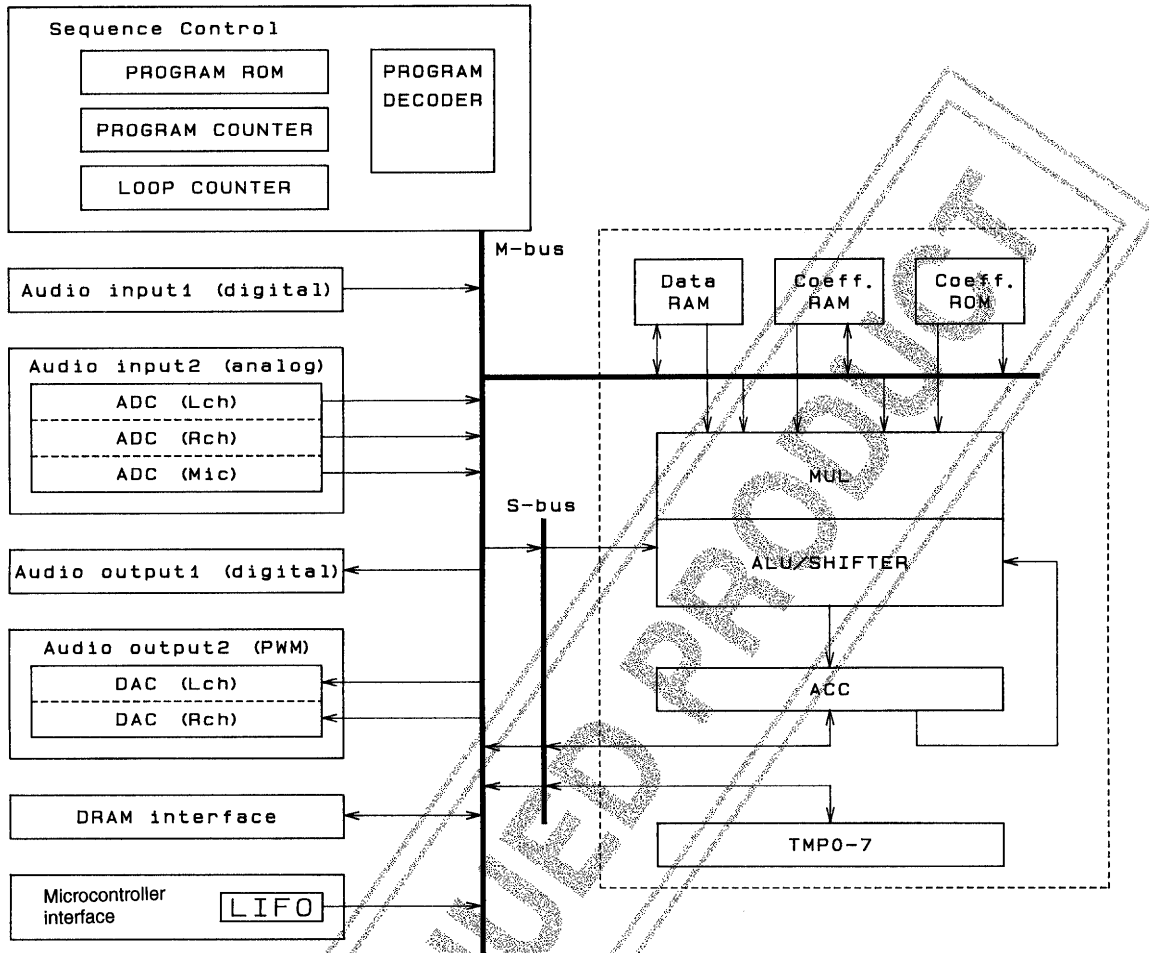 Sequence Control
PROGRAM ROM
PROGRAM COUNTER
LOOP COUNTER
PROGRAM
DECODER
M-bus
Audio input1 (digital)
Audio input2 (analog)
ADC (Lch)
ADC (Rch)
ADC (Mic)
Audio output1 (digital)
Audio output2 (PWM)
DAC (Lch)
DAC (Rch)
DRAM interface
Microcontroller
interface
LIFO
S-bus
Data
RAM
Coeff.
RAM
Coeff.
ROM
MUL
ALU/SHIFTER
ACC
TMP0-7
NUED PRODUCT